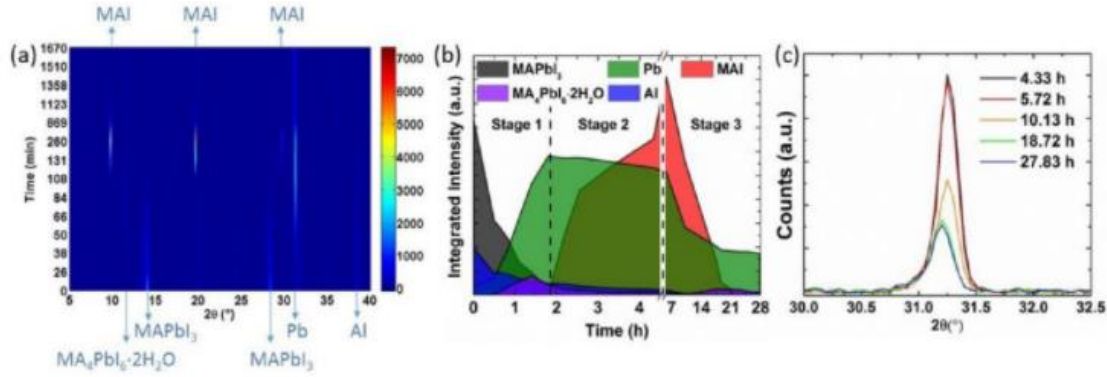 MAI MAI MAI
(a)
1670
1510
1358
1123
869
260
131
108
84
66
50
36
26
0
Time (min)
5 10 15 20 25 30 35 40
2θ (°)
7000
6000
5000
4000
3000
2000
1000
0
MAPbI₃ Pb Al
MA₄PbI₆·2H₂O MAPbI₃
(b)
MAPbI₃ Pb MAI
MA₄PbI₆·2H₂O Al
Stage 1 Stage 2 Stage 3
Integrated Intensity (a.u.)
0 1 3 4 7 14 21 28
Time (h)
(c)
4.33 h
5.72 h
10.13 h
18.72 h
27.83 h
Counts (a.u.)
30.0 30.5 31.0 31.5 32.0 32.5
2θ(°)